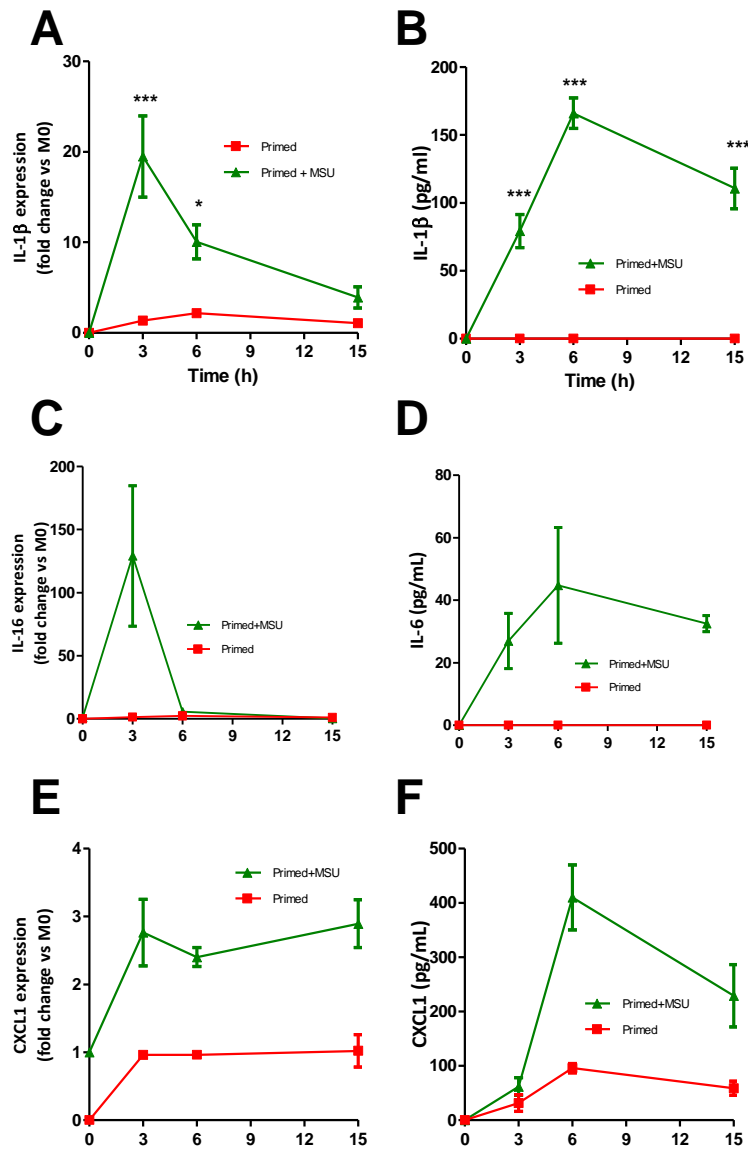 A
30
20
10
0
IL-1β expression
(fold change vs M0)
***
*
Primed
Primed + MSU
0 3 6 9 12 15
Time (h)
B
200
150
100
50
0
IL-1β (pg/ml)
***
***
***
Primed+MSU
Primed
0 3 6 9 12 15
Time (h)
C
200
150
100
50
0
IL-16 expression
(fold change vs M0)
Primed+MSU
Primed
0 3 6 9 12 15
D
80
60
40
20
0
IL-6 (pg/mL)
Primed+MSU
Primed
0 3 6 9 12 15
E
4
3
2
1
0
CXCL1 expression
(fold change vs M0)
Primed+MSU
Primed
0 3 6 9 12 15
F
500
400
300
200
100
0
CXCL1 (pg/mL)
Primed+MSU
Primed
0 3 6 9 12 15